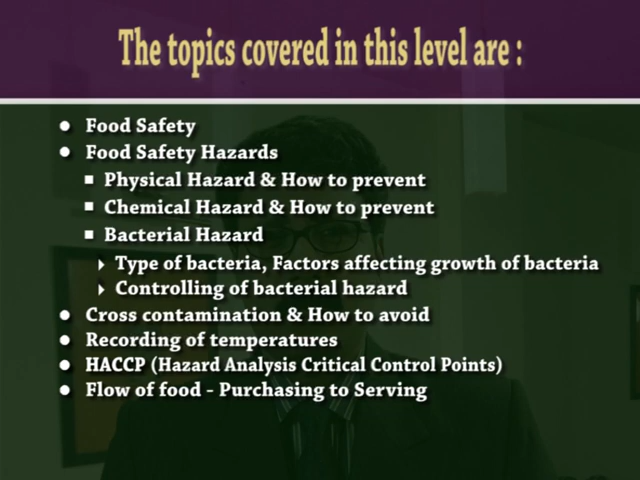 The topics covered in this level are :
● Food Safety
● Food Safety Hazards
■ Physical Hazard & How to prevent
■ Chemical Hazard & How to prevent
■ Bacterial Hazard
▸ Type of bacteria, Factors affecting growth of bacteria
▸ Controlling of bacterial hazard
● Cross contamination & How to avoid
● Recording of temperatures
● HACCP (Hazard Analysis Critical Control Points)
● Flow of food - Purchasing to Serving